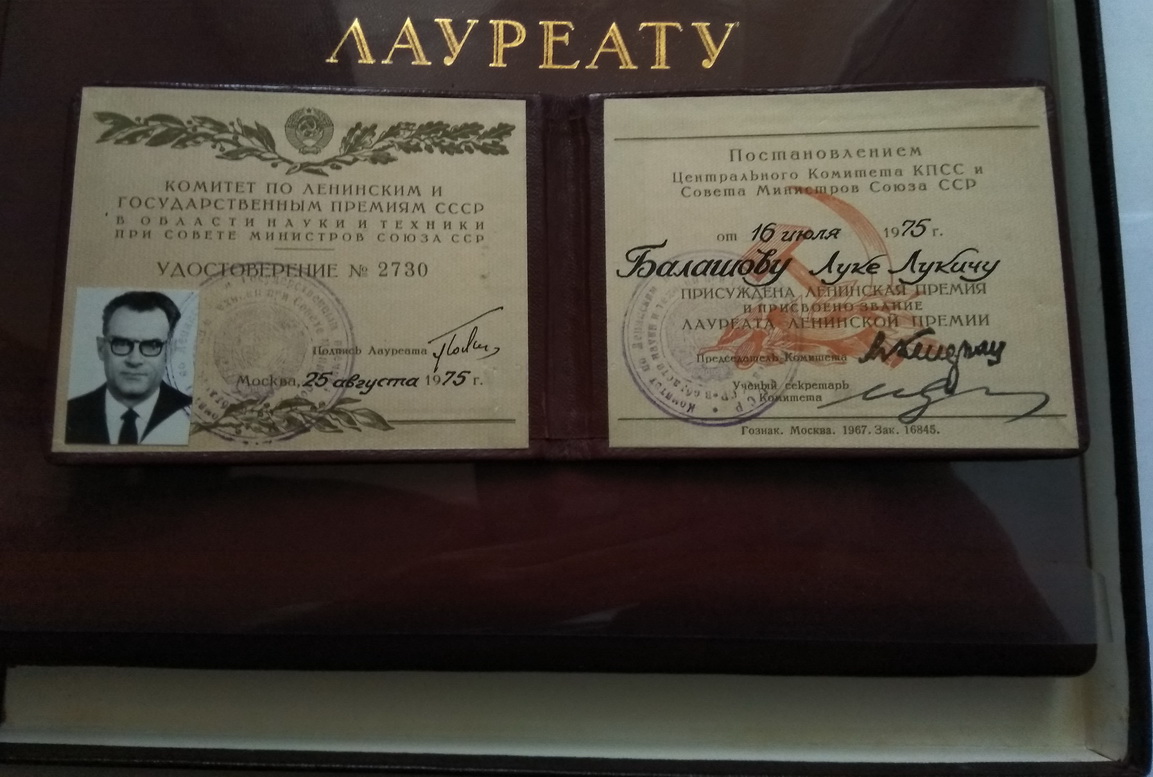 ЛАУРЕАТУ
КОМИТЕТ ПО ЛЕНИНСКИМ И
ГОСУДАРСТВЕННЫМ ПРЕМИЯМ СССР
В ОБЛАСТИ НАУКИ И ТЕХНИКИ
ПРИ СОВЕТЕ МИНИСТРОВ СОЮЗА ССР
УДОСТОВЕРЕНИЕ № 2730
Подпись Лауреата
Москва, 25 августа 1975 г.
Постановлением
Центрального Комитета КПСС и
Совета Министров Союза ССР
от 16 июля 1975 г.
Балашову Луке Лукичу
ПРИСУЖДЕНА ЛЕНИНСКАЯ ПРЕМИЯ
И ПРИСВОЕНО ЗВАНИЕ
ЛАУРЕАТА ЛЕНИНСКОЙ ПРЕМИИ
Председатель Комитета
Ученый секретарь
Комитета
Гознак. Москва. 1967. Зак. 16845.